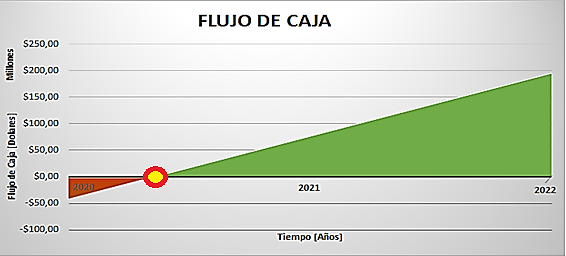 FLUJO DE CAJA
Millones
Flujo de Caja [Dolares]
$250,00
$200,00
$150,00
$100,00
$50,00
$0,00
-$50,00
-$100,00
2020
2021
2022
Tiempo [Años]